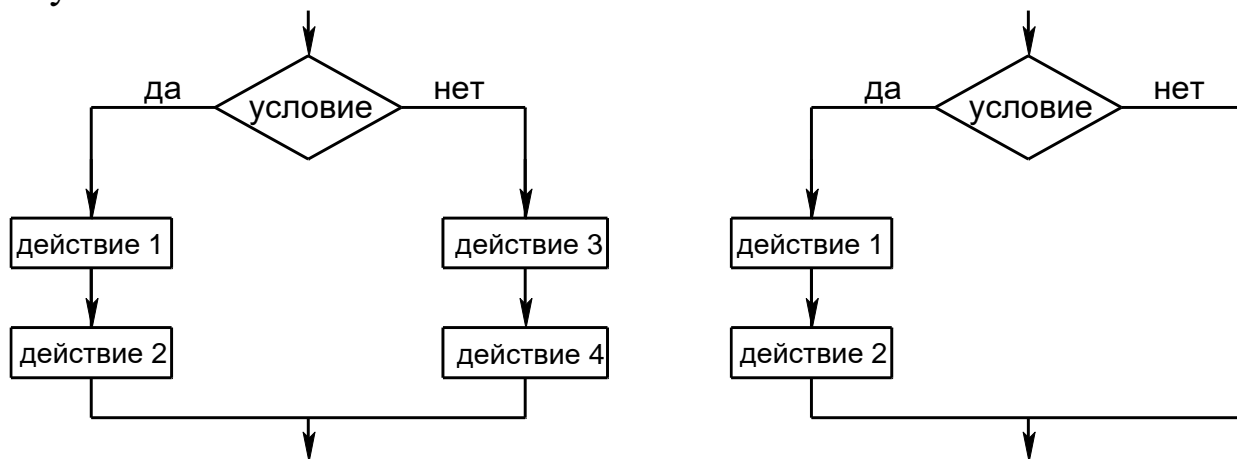 да нет да нет
условие условие
действие 1 действие 3 действие 1
действие 2 действие 4 действие 2